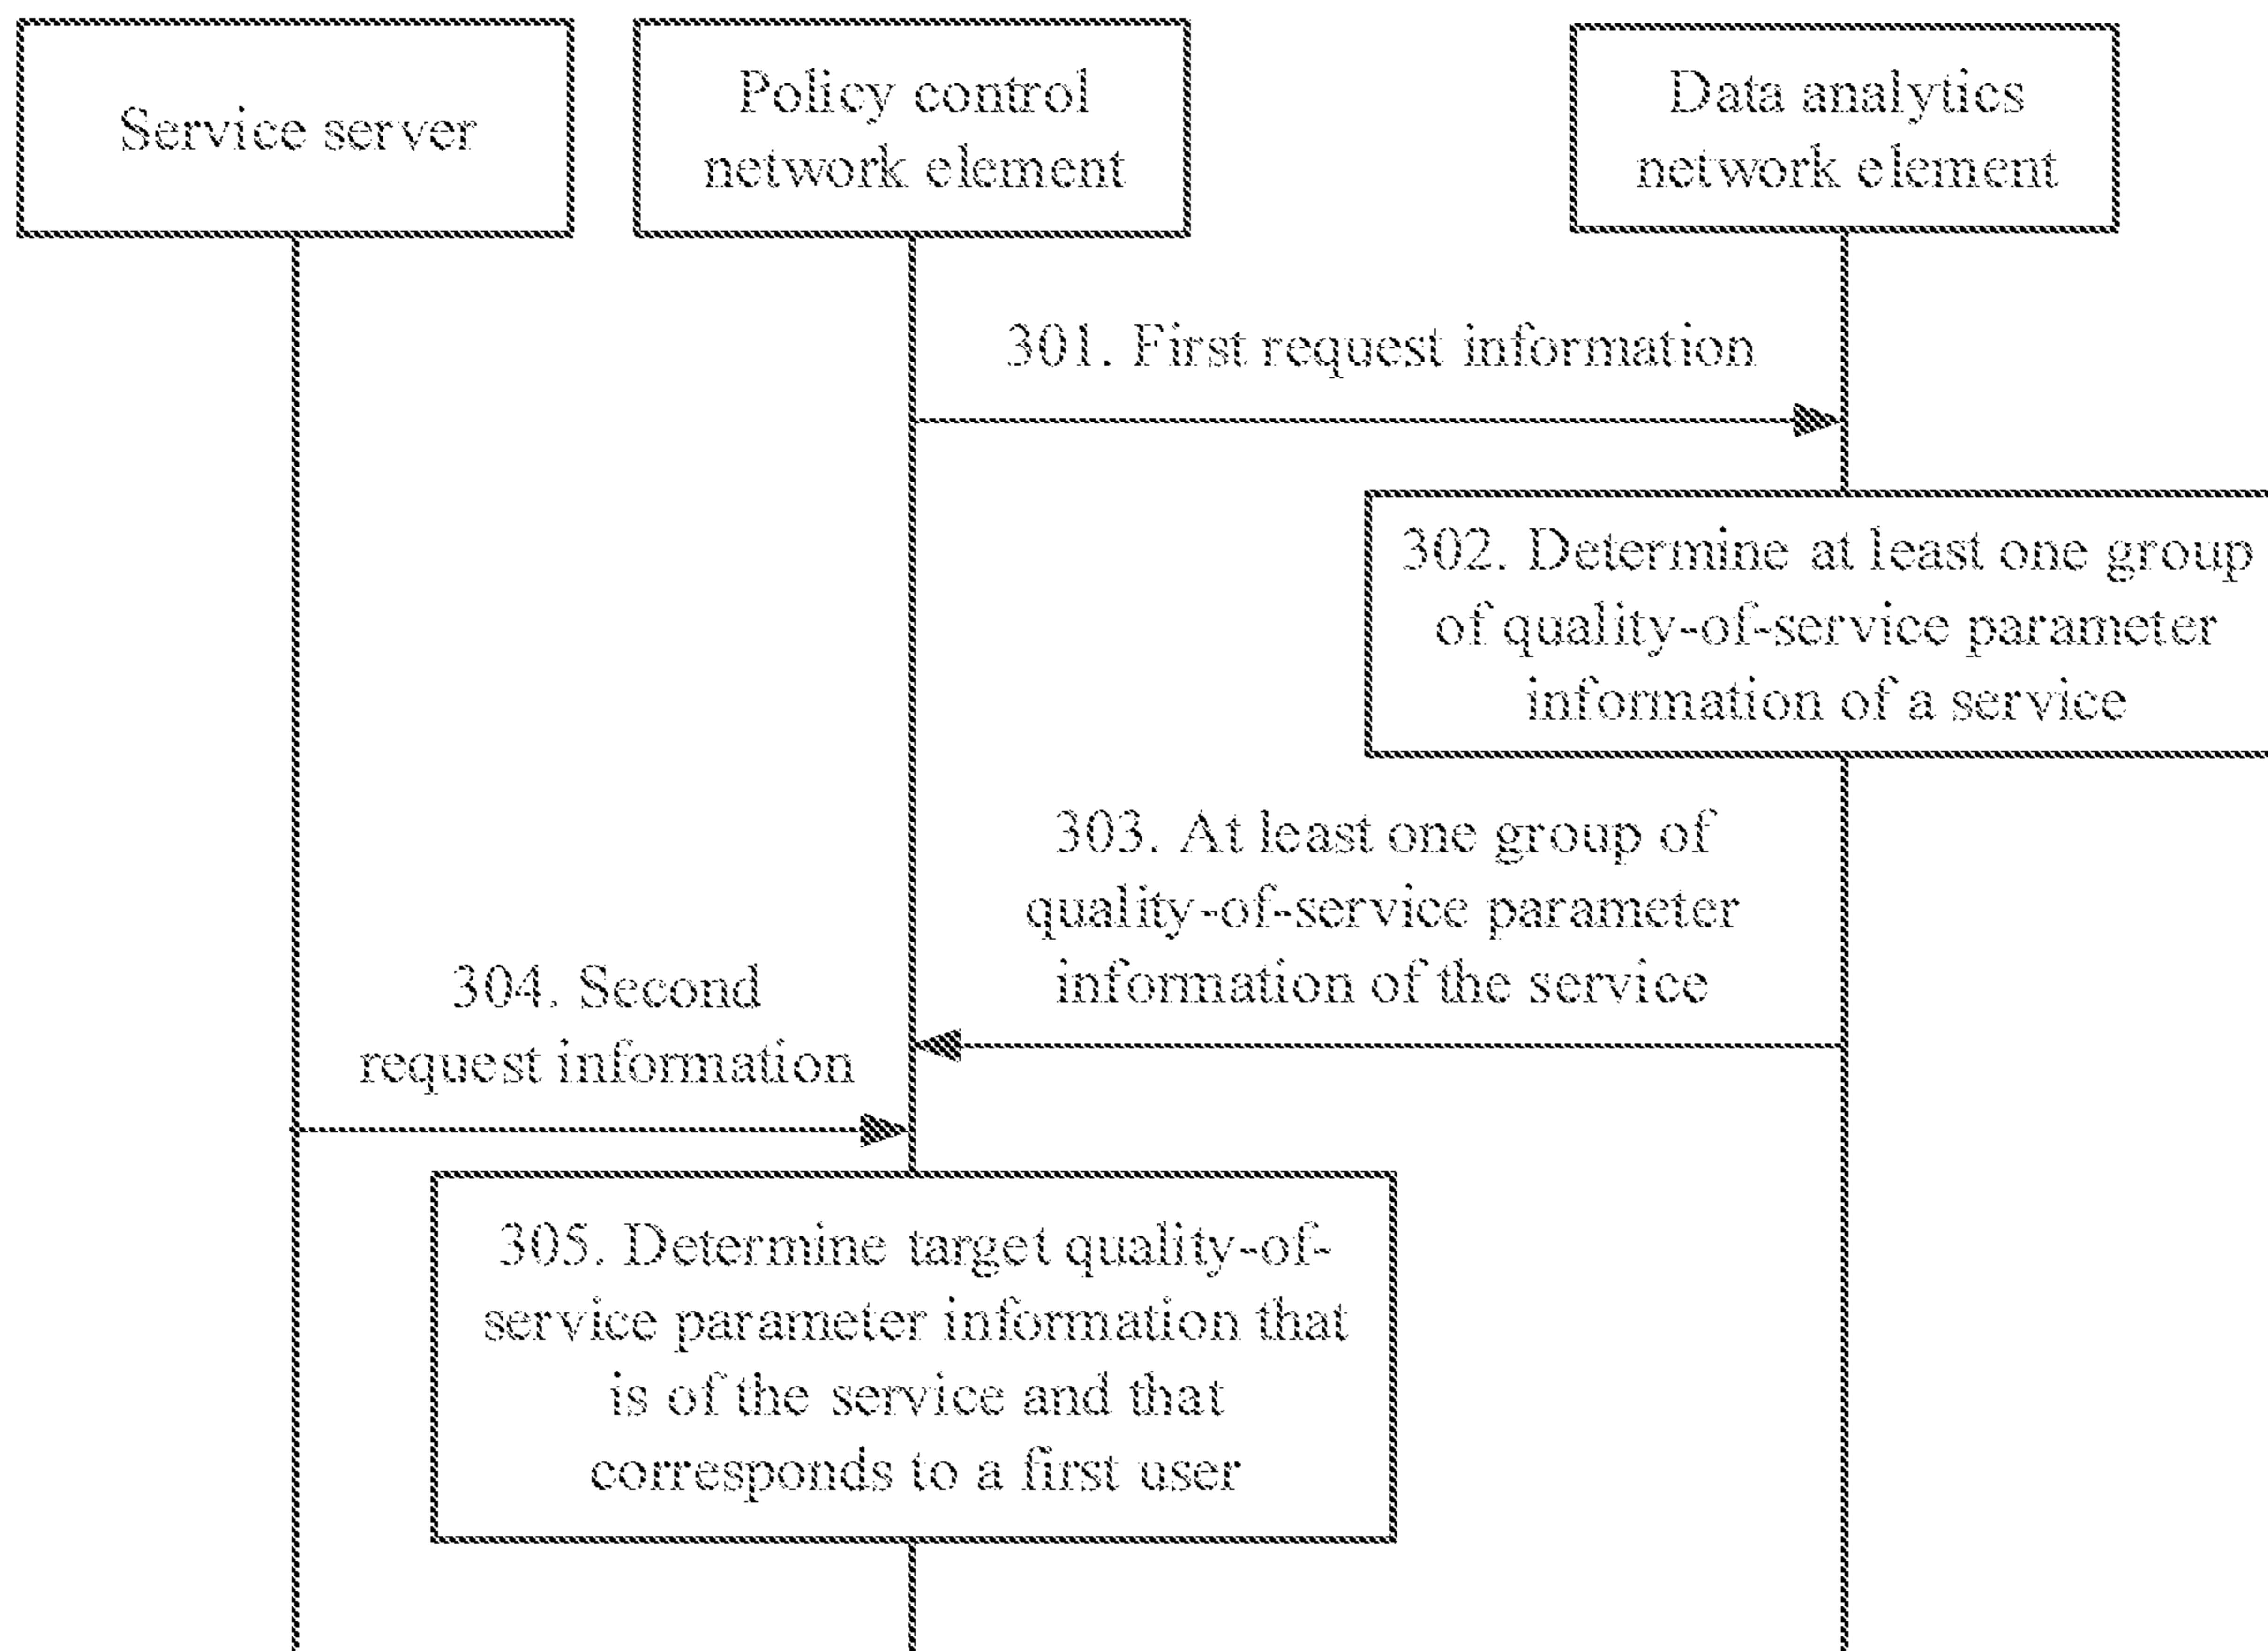 Service server
Policy control
network element
Data analytics
network element
301. First request information
302. Determine at least one group
of quality-of-service parameter
information of a service
303. At least one group of
quality-of-service parameter
information of the service
304. Second
request information
305. Determine target quality-of-
service parameter information that
is of the service and that
corresponds to a first user